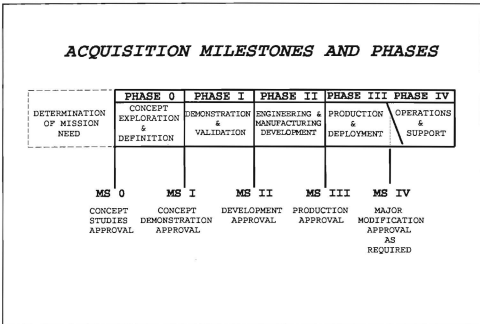 ACQUISITION MILESTONES AND PHASES
PHASE 0 PHASE I PHASE II PHASE III PHASE IV
DETERMINATION
OF MISSION
NEED
CONCEPT
EXPLORATION
&
DEFINITION
DEMONSTRATION
&
VALIDATION
ENGINEERING &
MANUFACTURING
DEVELOPMENT
PRODUCTION
&
DEPLOYMENT
OPERATIONS
&
SUPPORT
MS 0
CONCEPT
STUDIES
APPROVAL
MS I
CONCEPT
DEMONSTRATION
APPROVAL
MS II
DEVELOPMENT
APPROVAL
MS III
PRODUCTION
APPROVAL
MS IV
MAJOR
MODIFICATION
APPROVAL
AS
REQUIRED